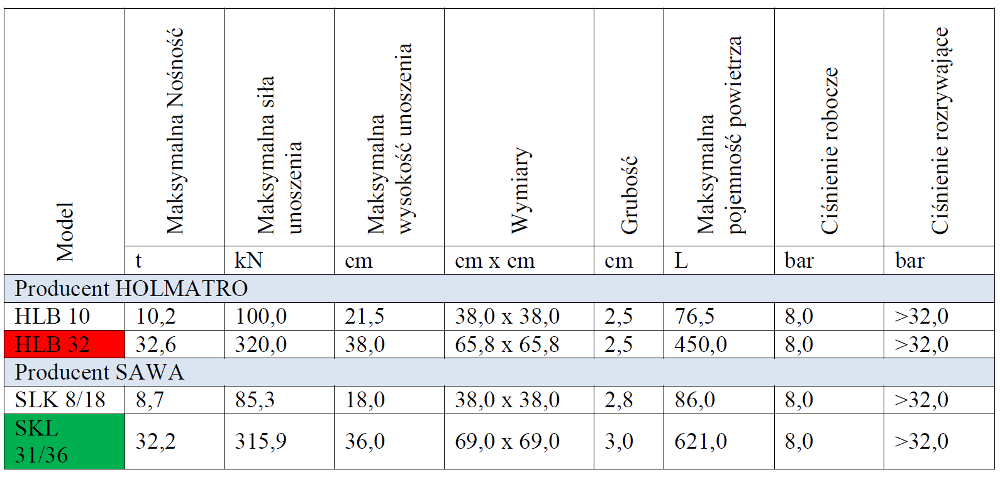 Model
Maksymalna Nośność
Maksymalna siła
unoszenia
Maksymalna
wysokość unoszenia
Wymiary
Grubość
Maksymalna
pojemność powietrza
Ciśnienie robocze
Ciśnienie rozrywające
t kN cm cm x cm cm L bar bar
Producent HOLMATRO
HLB 10 10,2 100,0 21,5 38,0 x 38,0 2,5 76,5 8,0 >32,0
HLB 32 32,6 320,0 38,0 65,8 x 65,8 2,5 450,0 8,0 >32,0
Producent SAWA
SLK 8/18 8,7 85,3 18,0 38,0 x 38,0 2,8 86,0 8,0 >32,0
SKL
31/36 32,2 315,9 36,0 69,0 x 69,0 3,0 621,0 8,0 >32,0